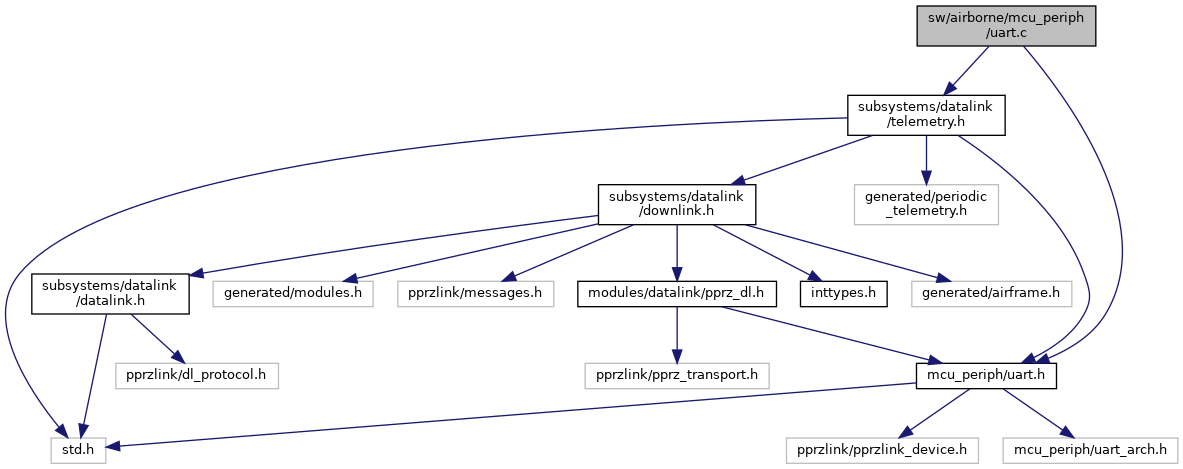 sw/airborne/mcu_periph
/uart.c
subsystems/datalink
/telemetry.h
subsystems/datalink
/downlink.h
generated/periodic
_telemetry.h
subsystems/datalink
/datalink.h
generated/modules.h
pprzlink/messages.h
modules/datalink/pprz_dl.h
inttypes.h
generated/airframe.h
pprzlink/dl_protocol.h
pprzlink/pprz_transport.h
mcu_periph/uart.h
std.h
pprzlink/pprzlink_device.h
mcu_periph/uart_arch.h